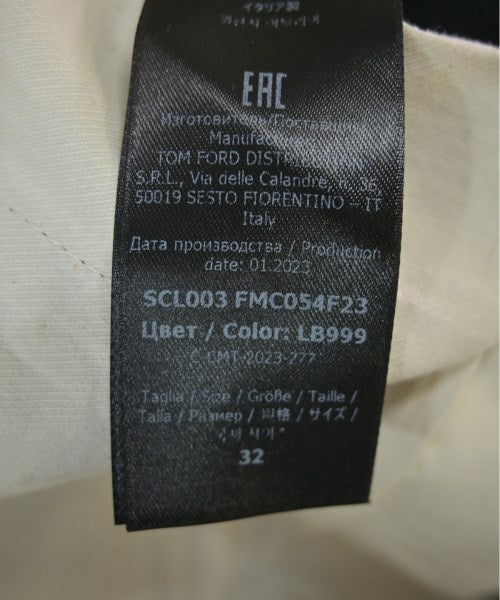 イタリア製
EAC
Изготовитель/Поставщик
Manufac
TOM FORD DISTRIBUTION
S.R.L., Via delle Calandre, n. 36,
50019 SESTO FIORENTINO – IT
Italy
Дата производства / Production
date: 01.2023
SCL003 FMC054F23
Цвет / Color: LB999
C-CMT-2023-277
Taglia / Size / Größe / Taille /
Talla / Размер / 规格 / サイズ /
32